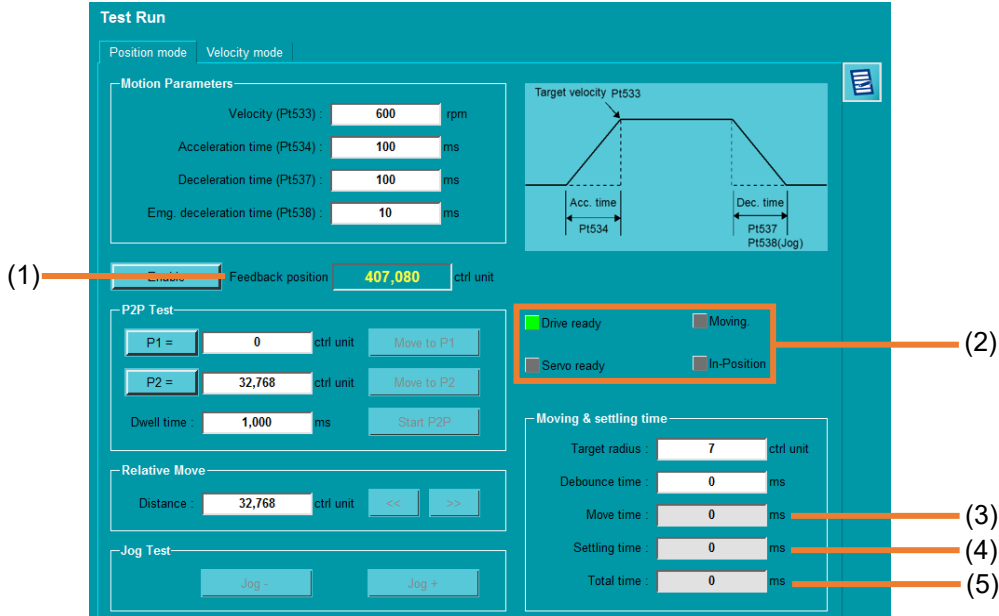 Test Run
Position mode Velocity mode
Motion Parameters
Velocity (Pt533) : 600 rpm
Acceleration time (Pt534) : 100 ms
Deceleration time (Pt537) : 100 ms
Emg. deceleration time (Pt538) : 10 ms
Target velocity Pt533
Acc. time
Pt534
Dec. time
Pt537
Pt538(Jog)
(1)
Enable Feedback position 407,080 ctrl unit
P2P Test
P1 = 0 ctrl unit Move to P1
P2 = 32,768 ctrl unit Move to P2
Dwell time : 1,000 ms Start P2P
Relative Move
Distance : 32,768 ctrl unit << >>
Jog Test
Jog - Jog +
Drive ready Moving.
Servo ready In-Position
(2)
Moving & settling time
Target radius : 7 ctrl unit
Debounce time : 0 ms
Move time : 0 ms (3)
Settling time : 0 ms (4)
Total time : 0 ms (5)